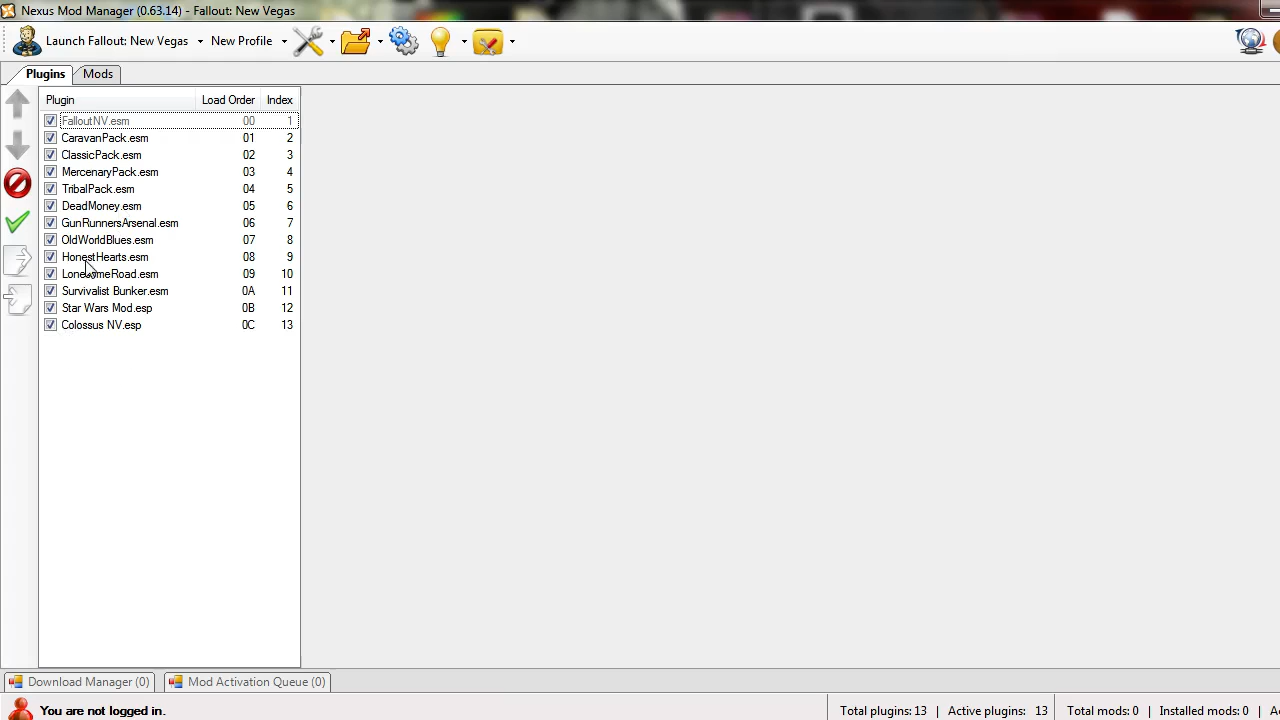 Nexus Mod Manager (0.63.14) - Fallout: New Vegas
Launch Fallout: New Vegas New Profile
Plugins Mods
Plugin Load Order Index
FalloutNV.esm 00 1
CaravanPack.esm 01 2
ClassicPack.esm 02 3
MercenaryPack.esm 03 4
TribalPack.esm 04 5
DeadMoney.esm 05 6
GunRunnersArsenal.esm 06 7
OldWorldBlues.esm 07 8
HonestHearts.esm 08 9
LonesomeRoad.esm 09 10
Survivalist Bunker.esm 0A 11
Star Wars Mod.esp 0B 12
Colossus NV.esp 0C 13
Download Manager (0) Mod Activation Queue (0)
You are not logged in. Total plugins: 13 | Active plugins: 13 Total mods: 0 | Installed mods: 0 |